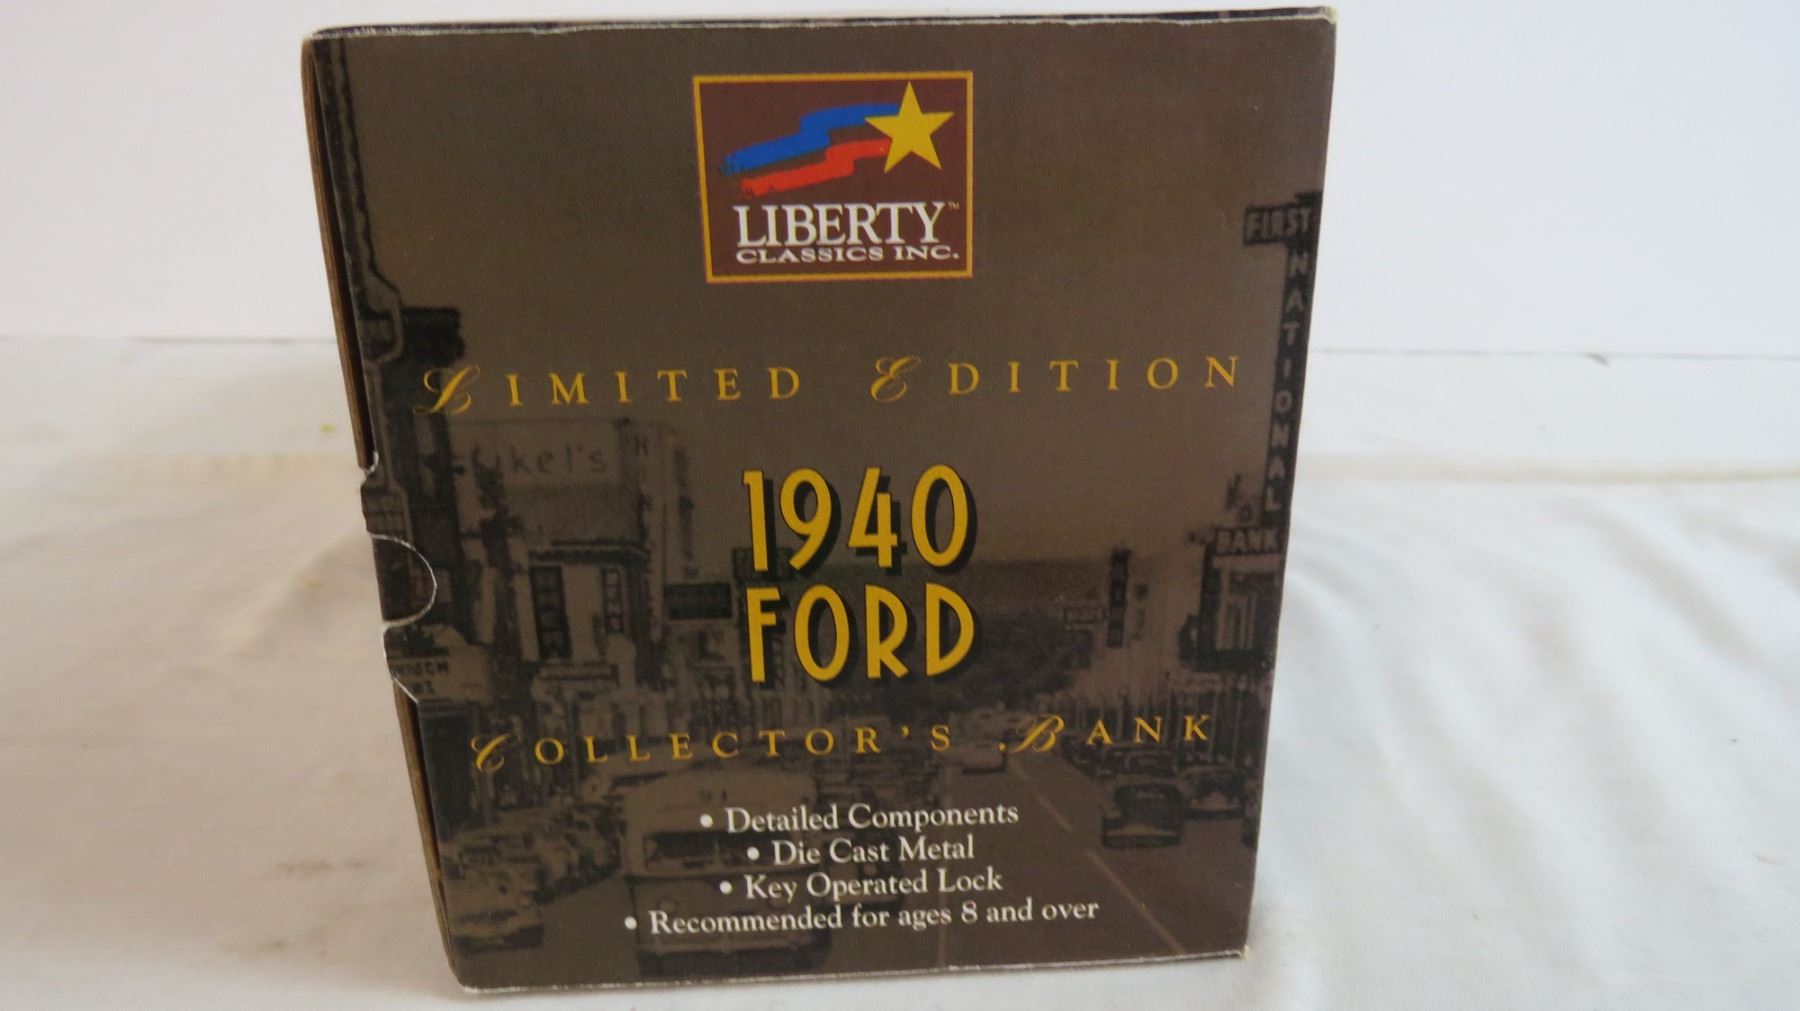 LIBERTY™
CLASSICS INC.
LIMITED EDITION
FIRST
NATIONAL
BANK
1940
FORD
COLLECTOR'S BANK
• Detailed Components
• Die Cast Metal
• Key Operated Lock
• Recommended for ages 8 and over